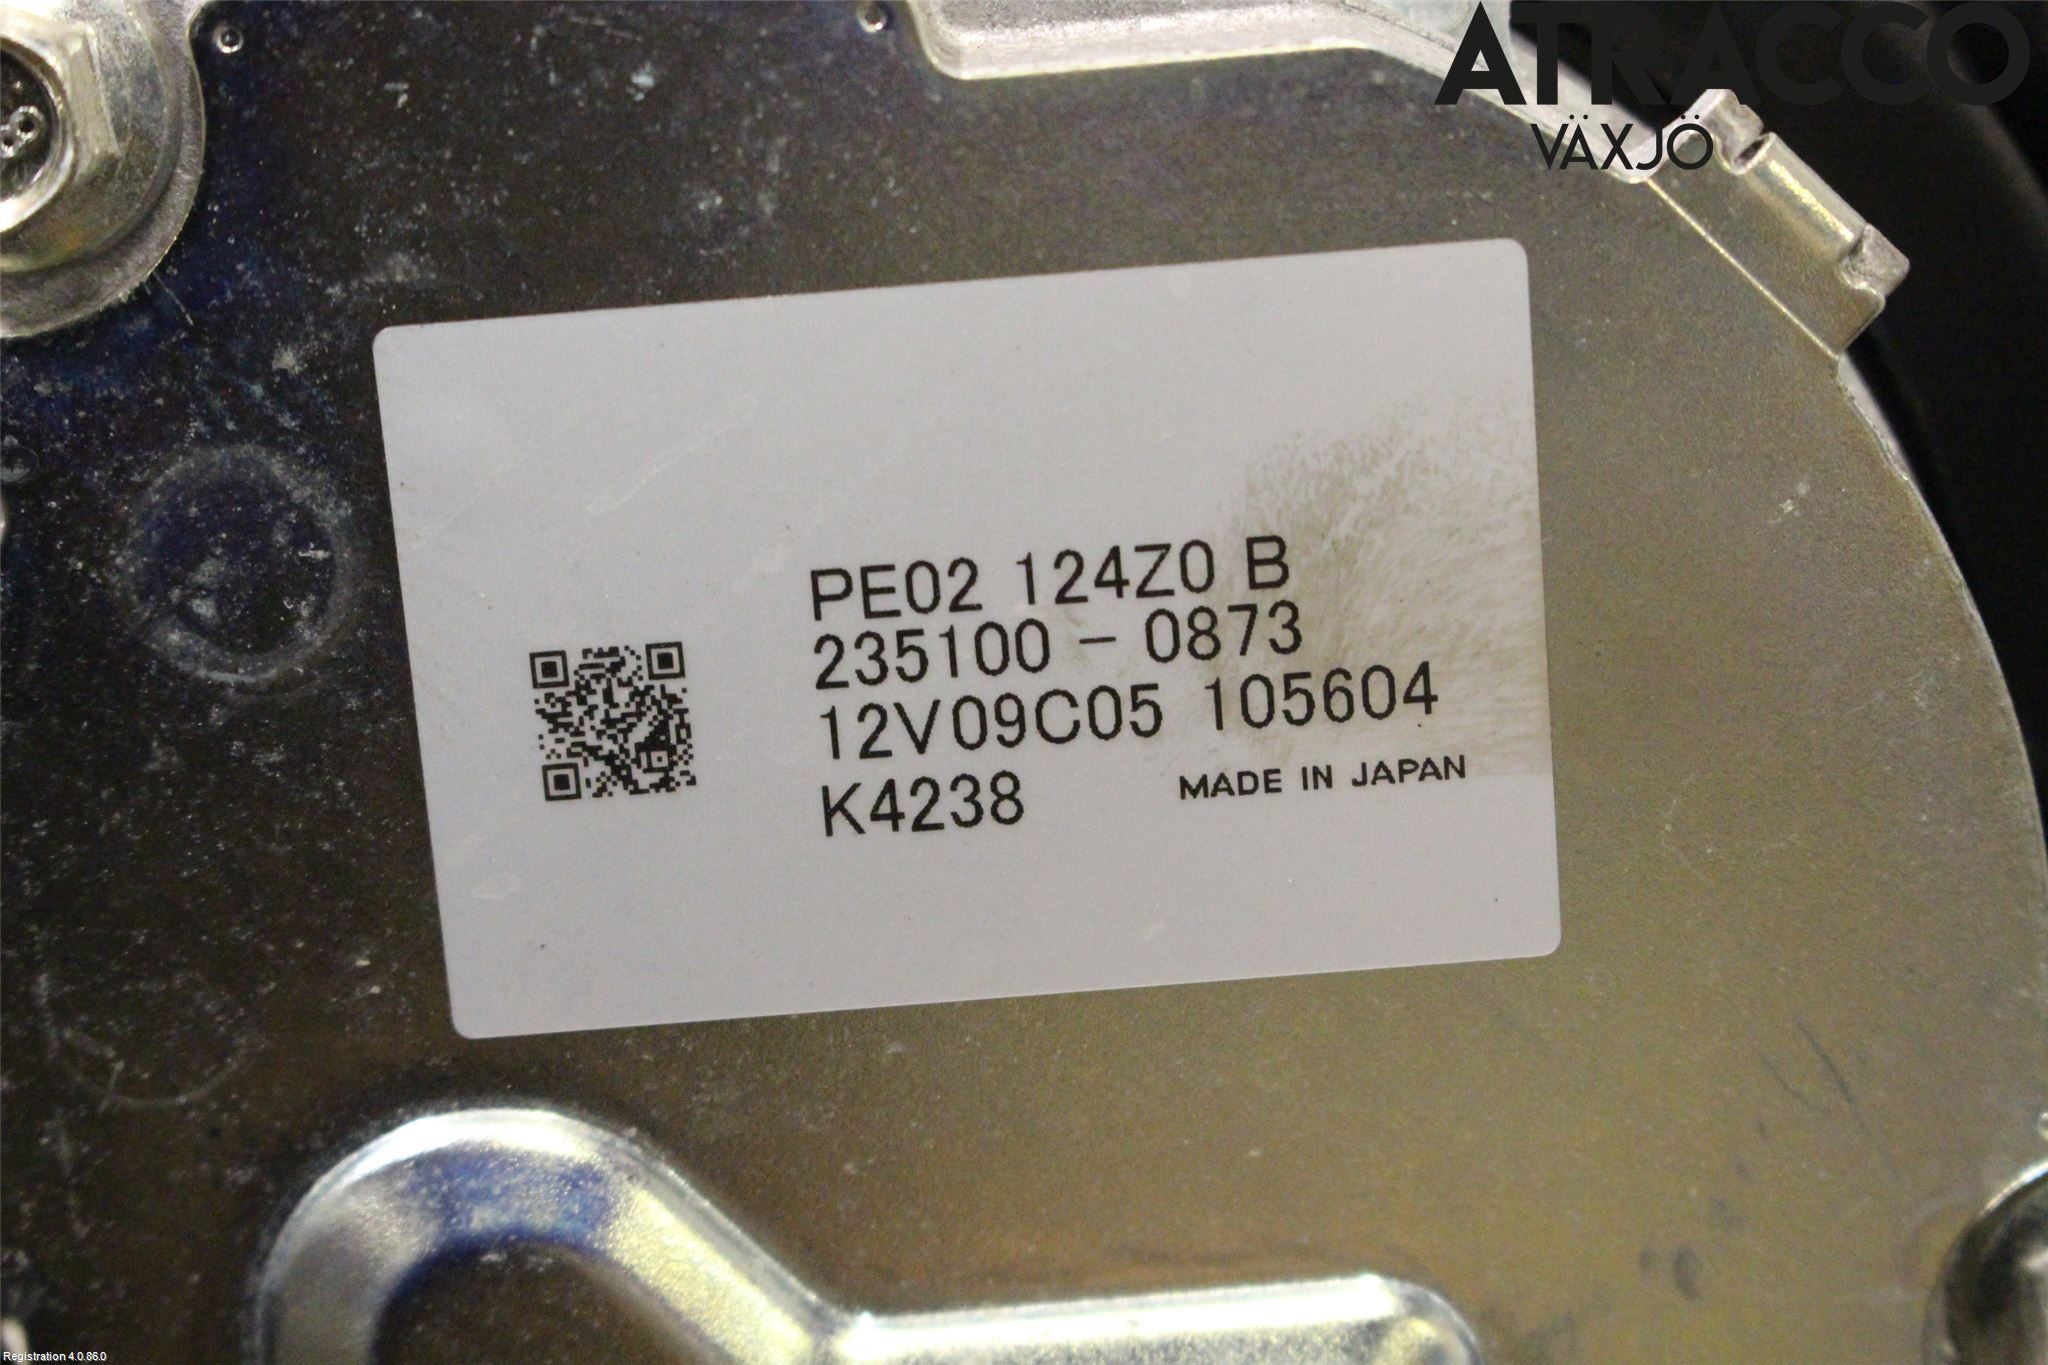 ATRACCO
VÄXJÖ
PE02 124Z0 B
235100-0873
12V09C05 105604
K4238
MADE IN JAPAN
Registration 4.0.86.0